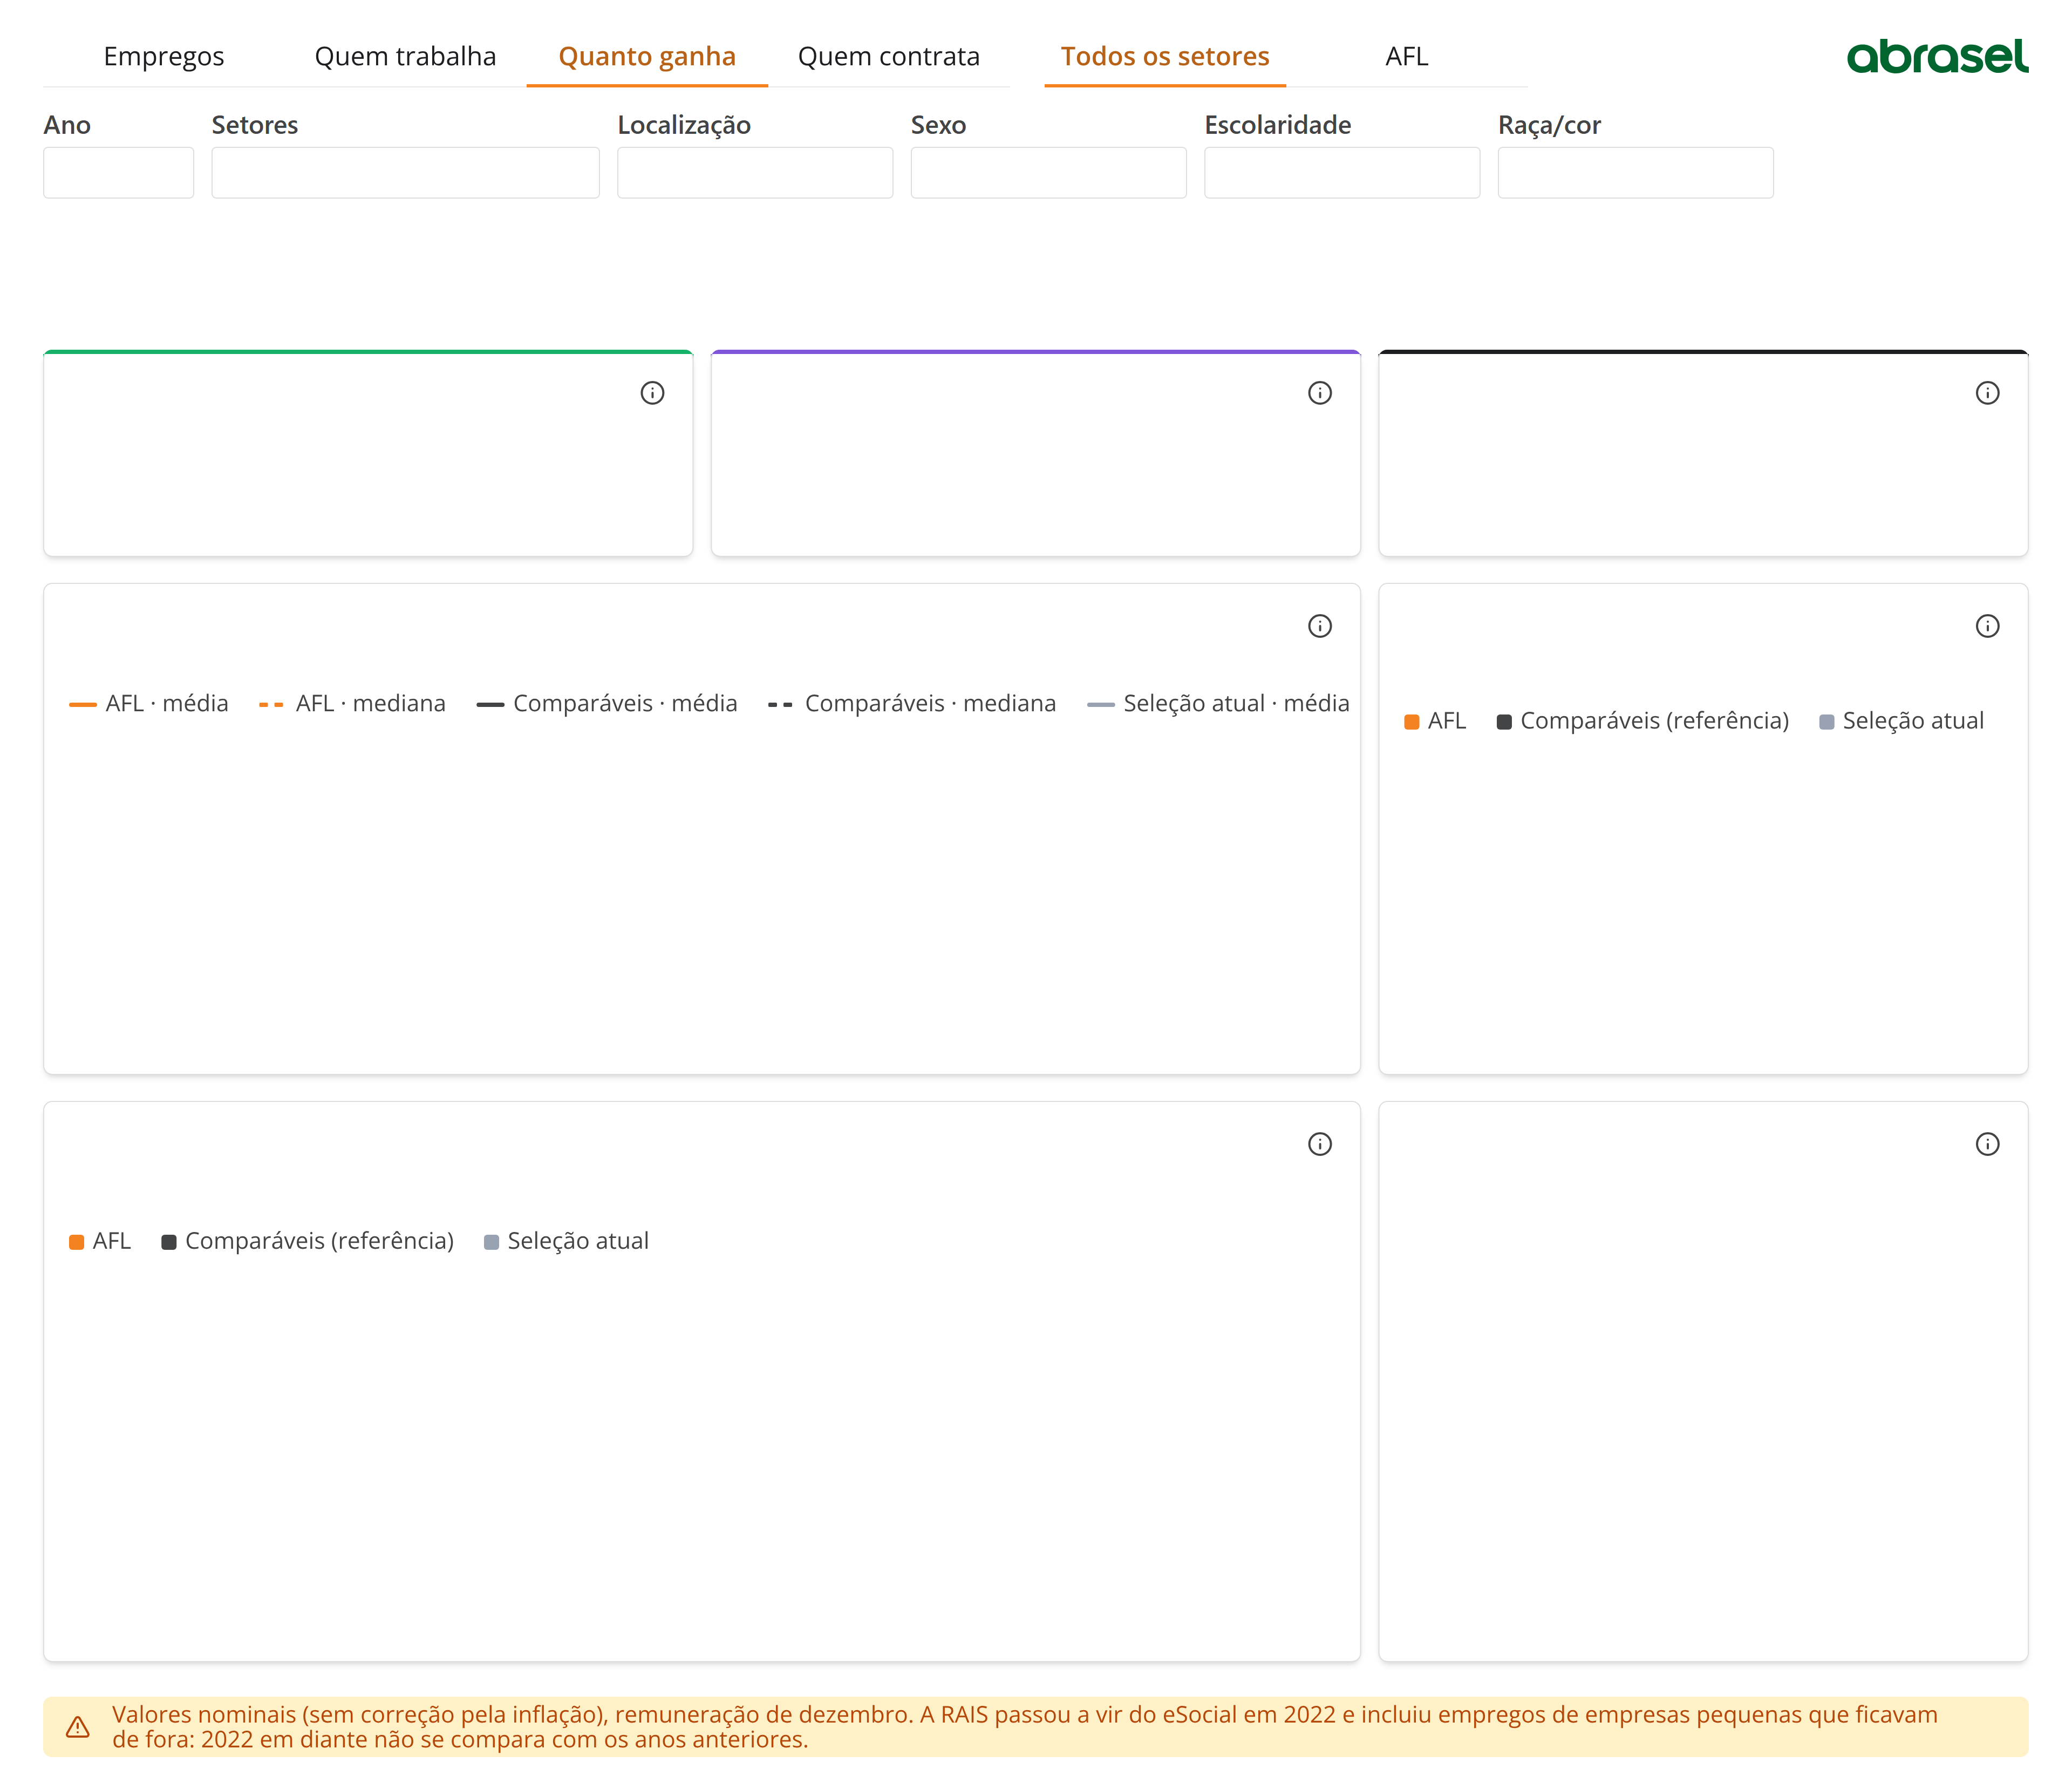 Empregos Quem trabalha Quanto ganha Quem contrata Todos os setores AFL abrasel
Ano Setores Localização Sexo Escolaridade Raça/cor
AFL · média AFL · mediana Comparáveis · média Comparáveis · mediana Seleção atual · média
AFL Comparáveis (referência) Seleção atual
AFL Comparáveis (referência) Seleção atual
Valores nominais (sem correção pela inflação), remuneração de dezembro. A RAIS passou a vir do eSocial em 2022 e incluiu empregos de empresas pequenas que ficavam
de fora: 2022 em diante não se compara com os anos anteriores.